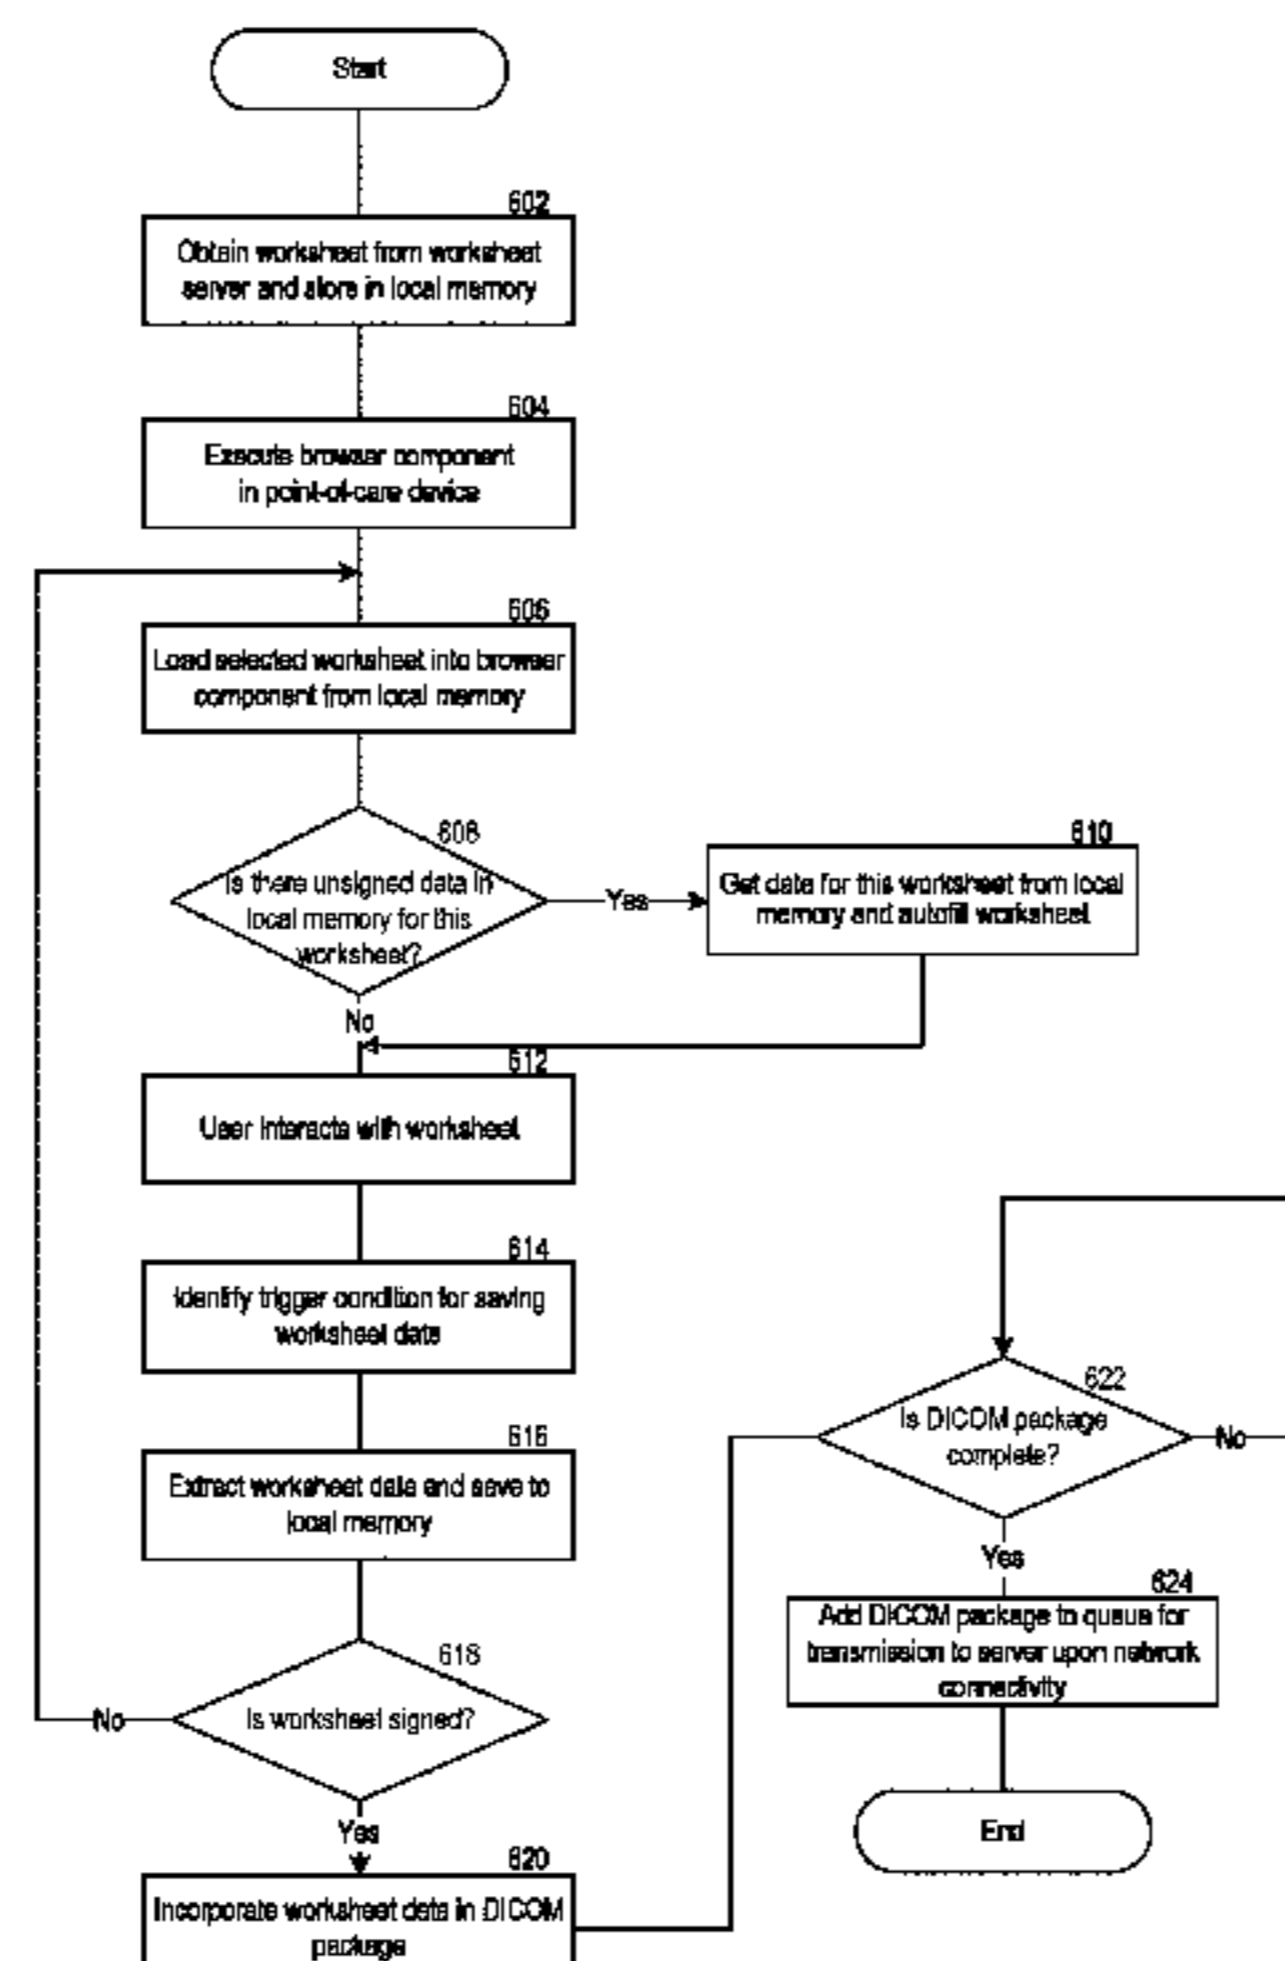 Start
602
Obtain worksheet from worksheet
server and store in local memory
604
Execute browser component
in point-of-care device
606
Load selected worksheet into browser
component from local memory
608
Is there unsigned data in
local memory for this
worksheet?
Yes
610
Get data for this worksheet from local
memory and autofill worksheet
No
612
User interacts with worksheet
614
Identify trigger condition for saving
worksheet data
616
Extract worksheet data and save to
local memory
618
Is worksheet signed?
No
Yes
620
Incorporate worksheet data in DICOM
package
622
Is DICOM package
complete?
No
Yes
624
Add DICOM package to queue for
transmission to server upon network
connectivity
End